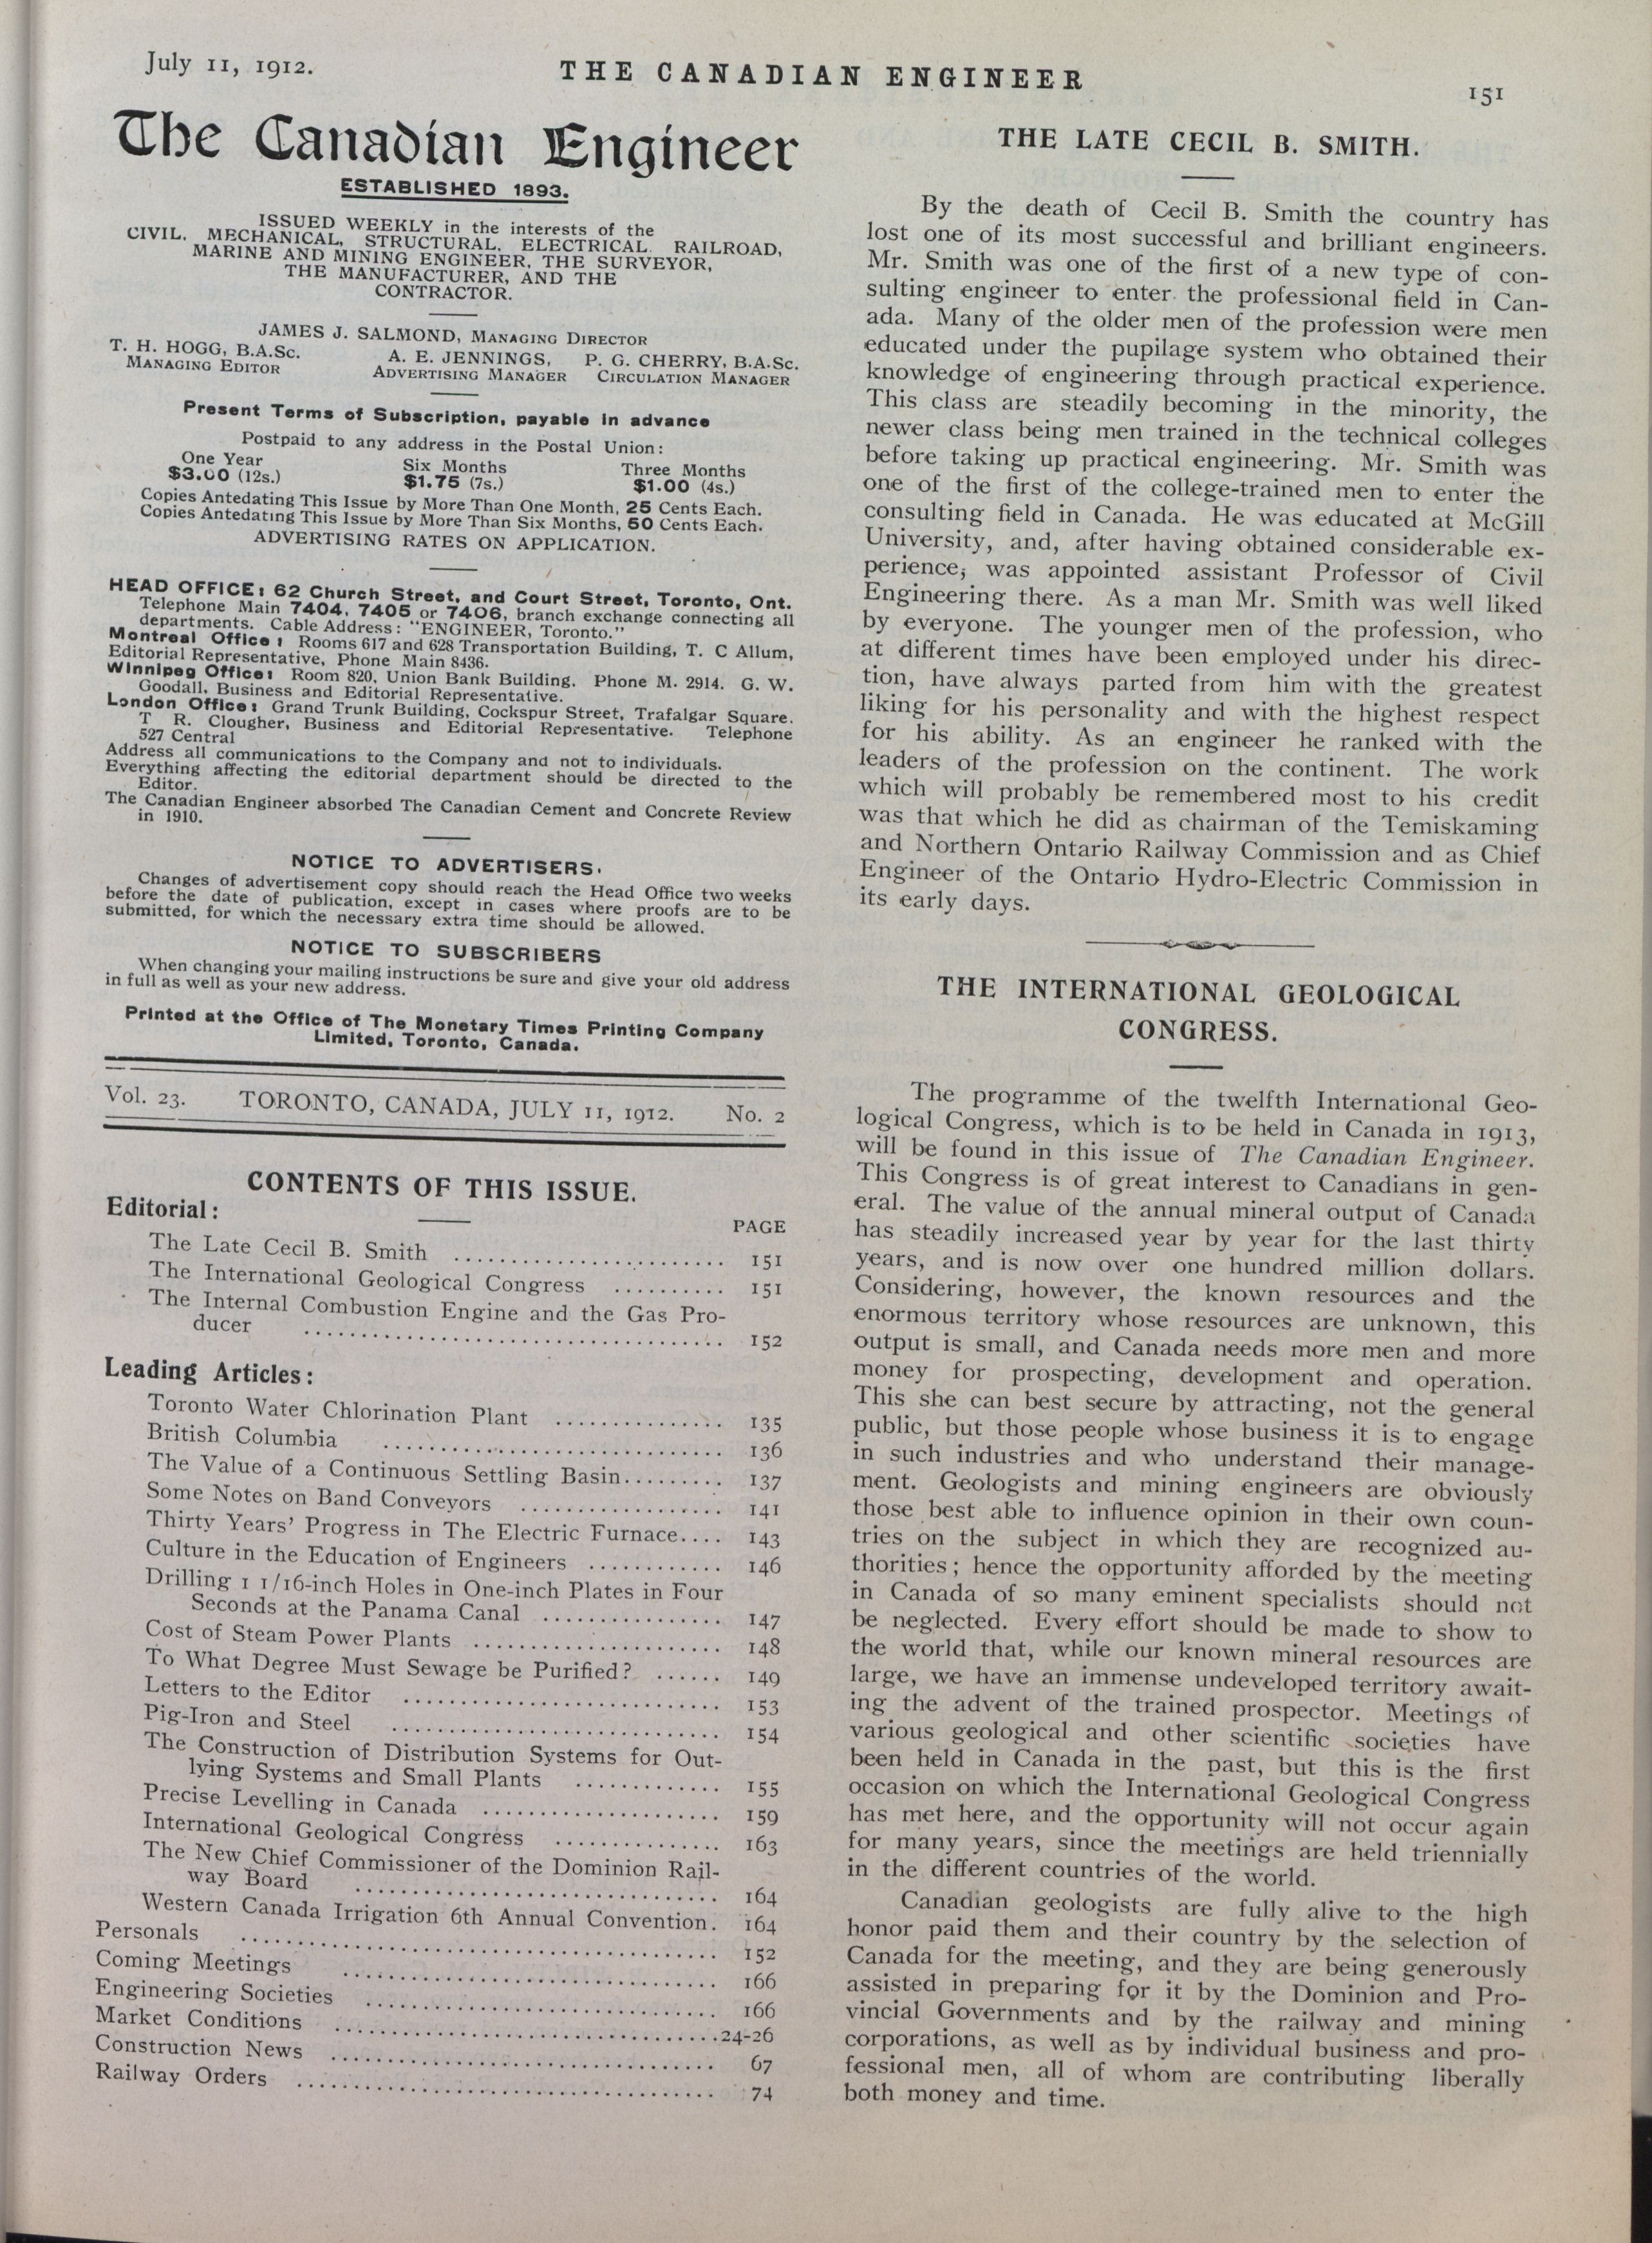 July 11, 1912.
THE CANADIAN ENGINEER
151
The Canadian Engineer
ESTABLISHED 1893.
ISSUED WEEKLY in the interests of the
CIVIL, MECHANICAL, STRUCTURAL, ELECTRICAL, RAILROAD,
MARINE AND MINING ENGINEER, THE SURVEYOR,
THE MANUFACTURER, AND THE
CONTRACTOR.
JAMES J. SALMOND, MANAGING DIRECTOR
T. H. HOGG, B.A.SC. A. E. JENNINGS, P. G. CHERRY, B.A.SC.
MANAGING EDITOR ADVERTISING MANAGER CIRCULATION MANAGER
Present Terms of Subscription, payable in advance
Postpaid to any address in the Postal Union:
One Year Six Months Three Months
$3.00 (12s.) $1.75 (7s.) $1.00 (4s.)
Copies Antedating This Issue by More Than One Month, 25 Cents Each.
Copies Antedating This Issue by More Than Six Months, 50 Cents Each.
ADVERTISING RATES ON APPLICATION.
HEAD OFFICE: 62 Church Street, and Court Street, Toronto, Ont.
Telephone Main 7404, 7405 or 7406, branch exchange connecting all
departments. Cable Address: "ENGINEER, Toronto."
Montreal Office: Rooms 617 and 628 Transportation Building, T. C Allum,
Editorial Representative, Phone Main 8436.
Winnipeg Office: Room 820, Union Bank Building. Phone M. 2914. G. W.
Goodall, Business and Editorial Representative.
London Office: Grand Trunk Building, Cockspur Street, Trafalgar Square.
T R. Clougher, Business and Editorial Representative. Telephone
527 Central
Address all communications to the Company and not to individuals.
Everything affecting the editorial department should be directed to the
Editor.
The Canadian Engineer absorbed The Canadian Cement and Concrete Review
in 1910.
NOTICE TO ADVERTISERS.
Changes of advertisement copy should reach the Head Office two weeks
before the date of publication, except in cases where proofs are to be
submitted, for which the necessary extra time should be allowed.
NOTICE TO SUBSCRIBERS
When changing your mailing instructions be sure and give your old address
in full as well as your new address.
Printed at the Office of The Monetary Times Printing Company
Limited, Toronto, Canada.
Vol. 23. TORONTO, CANADA, JULY 11, 1912. No. 2
CONTENTS OF THIS ISSUE.
Editorial:
PAGE
The Late Cecil B. Smith ........................ 151
The International Geological Congress .......... 151
The Internal Combustion Engine and the Gas Pro-
ducer ..................................... 152
Leading Articles:
Toronto Water Chlorination Plant ............... 135
British Columbia .............................. 136
The Value of a Continuous Settling Basin......... 137
Some Notes on Band Conveyors .................. 141
Thirty Years' Progress in The Electric Furnace.... 143
Culture in the Education of Engineers ............ 146
Drilling 1 1/16-inch Holes in One-inch Plates in Four
Seconds at the Panama Canal ................ 147
Cost of Steam Power Plants ...................... 148
To What Degree Must Sewage be Purified? ...... 149
Letters to the Editor ............................ 153
Pig-Iron and Steel ............................. 154
The Construction of Distribution Systems for Out-
lying Systems and Small Plants ............. 155
Precise Levelling in Canada ..................... 159
International Geological Congress ............... 163
The New Chief Commissioner of the Dominion Rail-
way Board ................................ 164
Western Canada Irrigation 6th Annual Convention. 164
Personals .......................................... 152
Coming Meetings .................................. 166
Engineering Societies ............................... 166
Market Conditions ..................................24-26
Construction News .................................. 67
Railway Orders ..................................... 74
THE LATE CECIL B. SMITH.
By the death of Cecil B. Smith the country has
lost one of its most successful and brilliant engineers.
Mr. Smith was one of the first of a new type of con-
sulting engineer to enter the professional field in Can-
ada. Many of the older men of the profession were men
educated under the pupilage system who obtained their
knowledge of engineering through practical experience.
This class are steadily becoming in the minority, the
newer class being men trained in the technical colleges
before taking up practical engineering. Mr. Smith was
one of the first of the college-trained men to enter the
consulting field in Canada. He was educated at McGill
University, and, after having obtained considerable ex-
perience, was appointed assistant Professor of Civil
Engineering there. As a man Mr. Smith was well liked
by everyone. The younger men of the profession, who
at different times have been employed under his direc-
tion, have always parted from him with the greatest
liking for his personality and with the highest respect
for his ability. As an engineer he ranked with the
leaders of the profession on the continent. The work
which will probably be remembered most to his credit
was that which he did as chairman of the Temiskaming
and Northern Ontario Railway Commission and as Chief
Engineer of the Ontario Hydro-Electric Commission in
its early days.
THE INTERNATIONAL GEOLOGICAL
CONGRESS.
The programme of the twelfth International Geo-
logical Congress, which is to be held in Canada in 1913,
will be found in this issue of The Canadian Engineer.
This Congress is of great interest to Canadians in gen-
eral. The value of the annual mineral output of Canada
has steadily increased year by year for the last thirty
years, and is now over one hundred million dollars.
Considering, however, the known resources and the
enormous territory whose resources are unknown, this
output is small, and Canada needs more men and more
money for prospecting, development and operation.
This she can best secure by attracting, not the general
public, but those people whose business it is to engage
in such industries and who understand their manage-
ment. Geologists and mining engineers are obviously
those best able to influence opinion in their own coun-
tries on the subject in which they are recognized au-
thorities; hence the opportunity afforded by the meeting
in Canada of so many eminent specialists should not
be neglected. Every effort should be made to show to
the world that, while our known mineral resources are
large, we have an immense undeveloped territory await-
ing the advent of the trained prospector. Meetings of
various geological and other scientific societies have
been held in Canada in the past, but this is the first
occasion on which the International Geological Congress
has met here, and the opportunity will not occur again
for many years, since the meetings are held triennially
in the different countries of the world.
Canadian geologists are fully alive to the high
honor paid them and their country by the selection of
Canada for the meeting, and they are being generously
assisted in preparing for it by the Dominion and Pro-
vincial Governments and by the railway and mining
corporations, as well as by individual business and pro-
fessional men, all of whom are contributing liberally
both money and time.